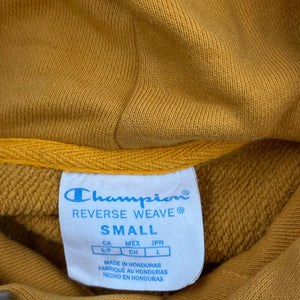 Champion
REVERSE WEAVE®
SMALL
CA MEX JPN
S/P CH L
MADE IN HONDURAS
FABRIQUÉ AU HONDURAS
HECHO EN HONDURAS